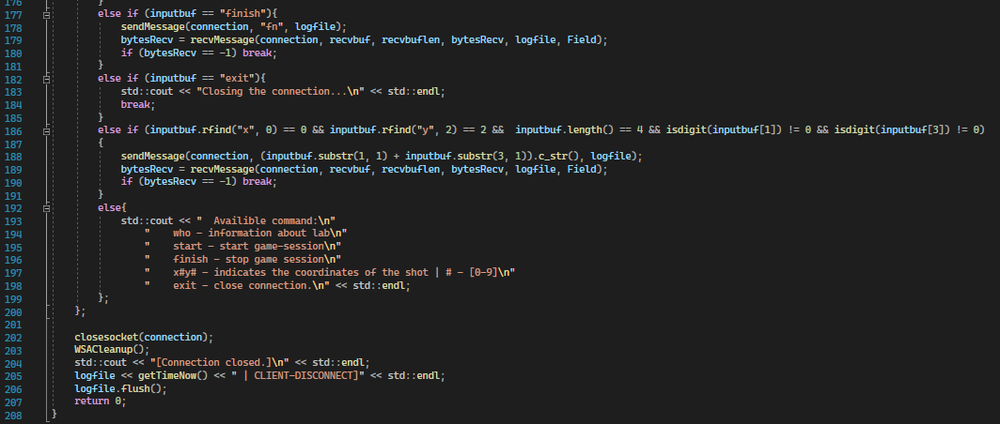 176             }
177             else if (inputbuf == "finish"){
178                 sendMessage(connection, "fn", logfile);
179                 bytesRecv = recvMessage(connection, recvbuf, recvbuflen, bytesRecv, logfile, Field);
180                 if (bytesRecv == -1) break;
181             }
182             else if (inputbuf == "exit"){
183                 std::cout << "Closing the connection...\n" << std::endl;
184                 break;
185             }
186             else if (inputbuf.rfind("x", 0) == 0 && inputbuf.rfind("y", 2) == 2 &&  inputbuf.length() == 4 && isdigit(inputbuf[1]) != 0 && isdigit(inputbuf[3]) != 0)
187             {
188                 sendMessage(connection, (inputbuf.substr(1, 1) + inputbuf.substr(3, 1)).c_str(), logfile);
189                 bytesRecv = recvMessage(connection, recvbuf, recvbuflen, bytesRecv, logfile, Field);
190                 if (bytesRecv == -1) break;
191             }
192             else{
193                 std::cout << "  Availible command:\n"
194                     "    who - information about lab\n"
195                     "    start - start game-session\n"
196                     "    finish - stop game session\n"
197                     "    x#y# - indicates the coordinates of the shot | # - [0-9]\n"
198                     "    exit - close connection.\n" << std::endl;
199             };
200         };
201
202         closesocket(connection);
203         WSACleanup();
204         std::cout << "[Connection closed.]\n" << std::endl;
205         logfile << getTimeNow() << " | CLIENT-DISCONNECT]" << std::endl;
206         logfile.flush();
207         return 0;
208     }